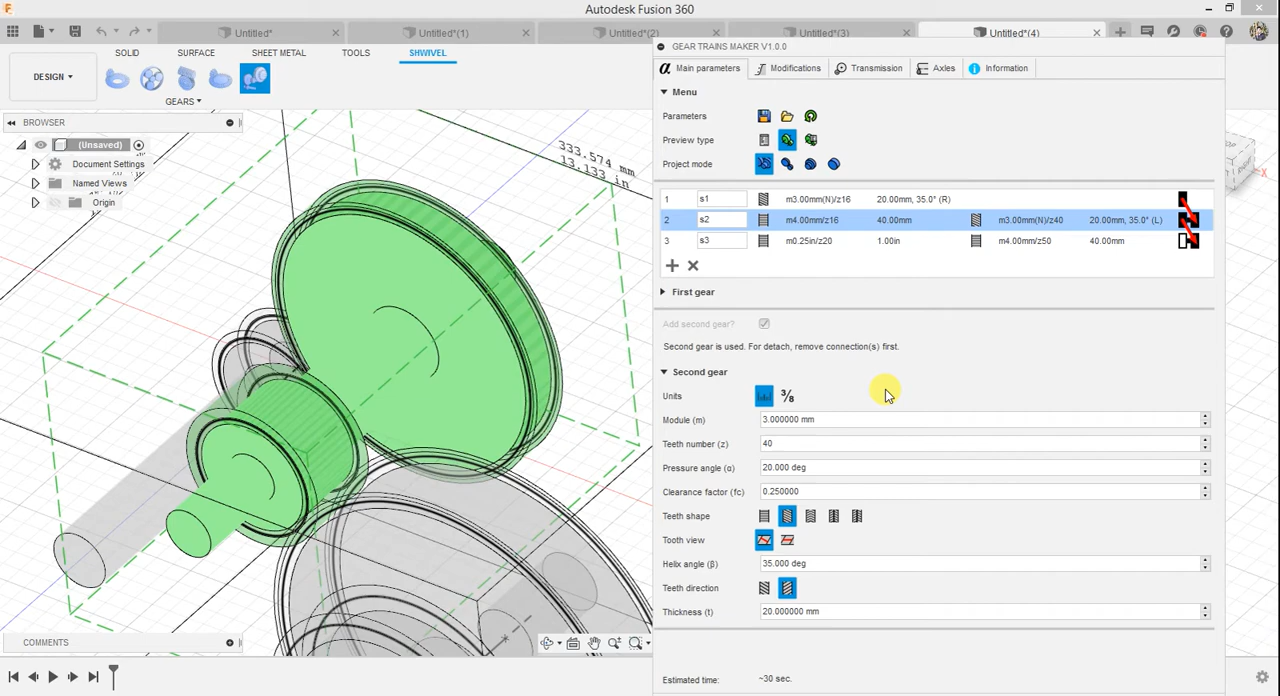 Autodesk Fusion 360
Untitled*
Untitled*(1)
Untitled*(2)
Untitled*(3)
Untitled*(4)
SOLID
SURFACE
SHEET METAL
TOOLS
SHWIVEL
DESIGN
GEARS
BROWSER
(Unsaved)
Document Settings
Named Views
Origin
333.574 mm
13.133 in
GEAR TRAINS MAKER V1.0.0
Main parameters
Modifications
Transmission
Axles
Information
Menu
Parameters
Preview type
Project mode
1 s1 m3.00mm(N)/z16 20.00mm, 35.0° (R)
2 s2 m4.00mm/z16 40.00mm m3.00mm(N)/z40 20.00mm, 35.0° (L)
3 s3 m0.25in/z20 1.00in m4.00mm/z50 40.00mm
First gear
Add second gear?
Second gear is used. For detach, remove connection(s) first.
Second gear
Units
Module (m) 3.000000 mm
Teeth number (z) 40
Pressure angle (α) 20.000 deg
Clearance factor (fc) 0.250000
Teeth shape
Tooth view
Helix angle (β) 35.000 deg
Teeth direction
Thickness (t) 20.000000 mm
Estimated time: ~30 sec.
COMMENTS